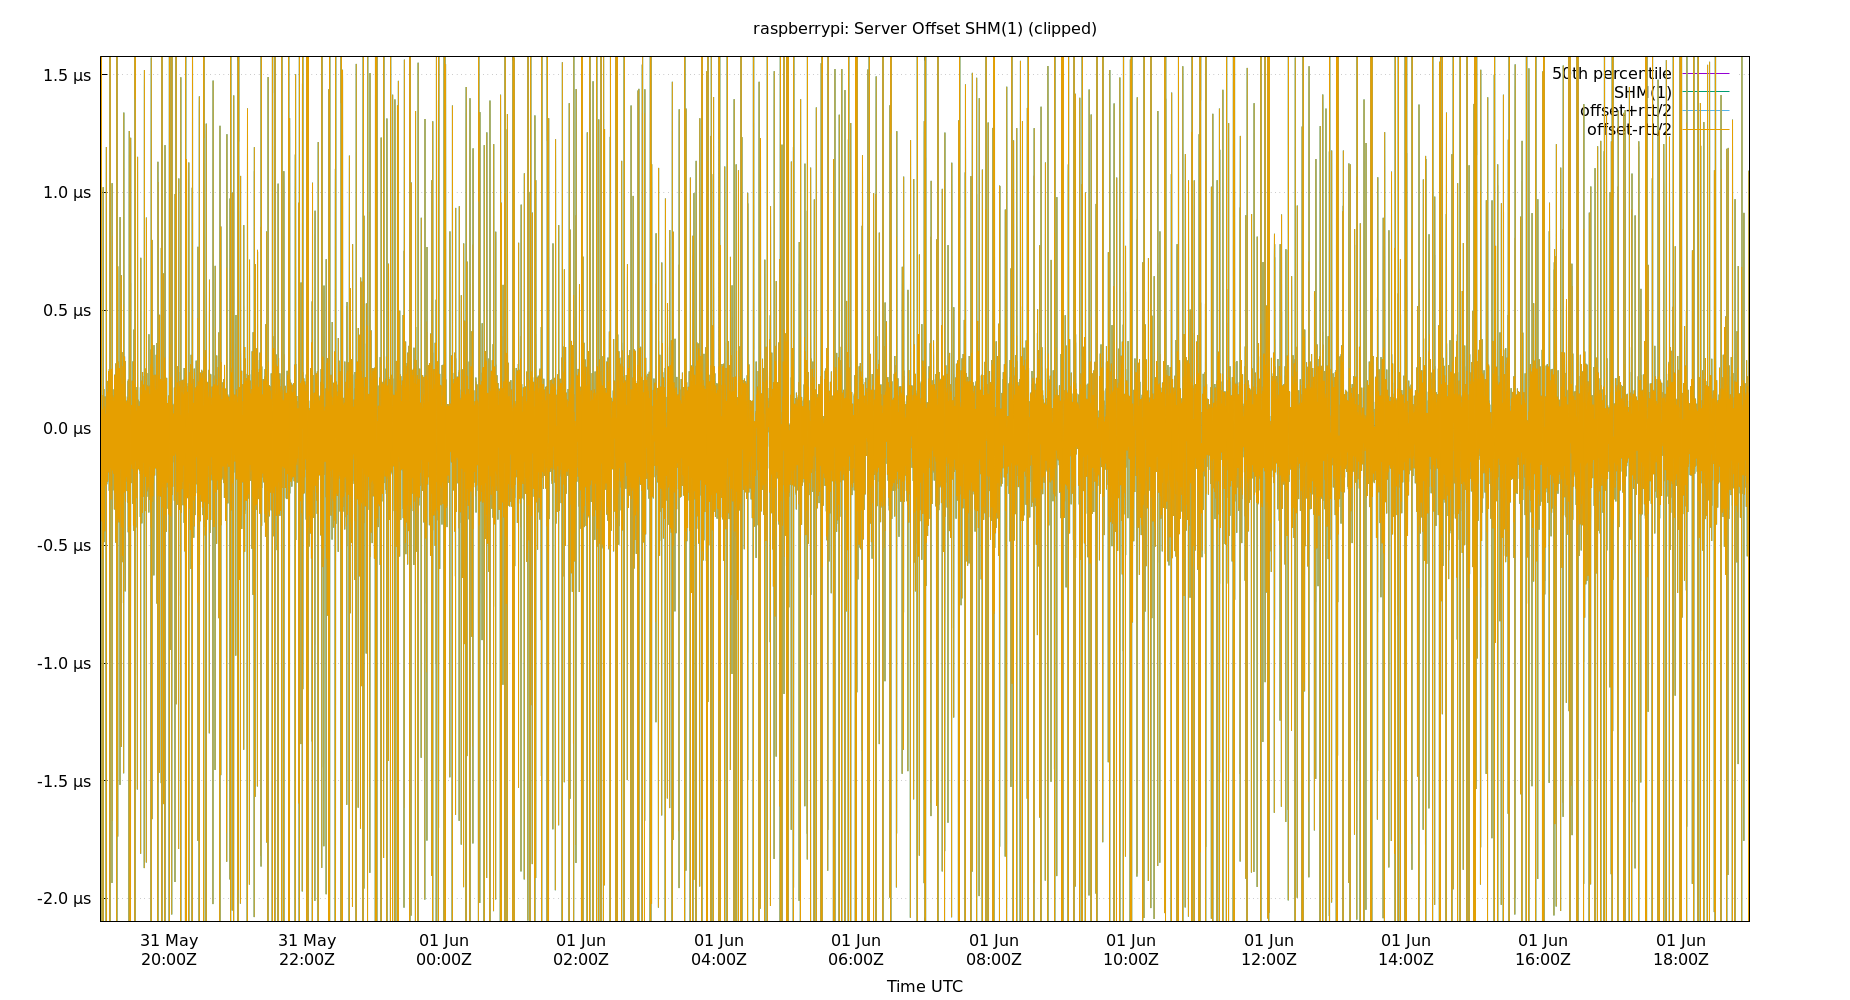 raspberrypi: Server Offset SHM(1) (clipped)
50th percentile
SHM(1)
offset+rtt/2
offset-rtt/2
1.5 µs
1.0 µs
0.5 µs
0.0 µs
-0.5 µs
-1.0 µs
-1.5 µs
-2.0 µs
31 May 31 May 01 Jun 01 Jun 01 Jun 01 Jun 01 Jun 01 Jun 01 Jun 01 Jun 01 Jun 01 Jun
20:00Z 22:00Z 00:00Z 02:00Z 04:00Z 06:00Z 08:00Z 10:00Z 12:00Z 14:00Z 16:00Z 18:00Z
Time UTC